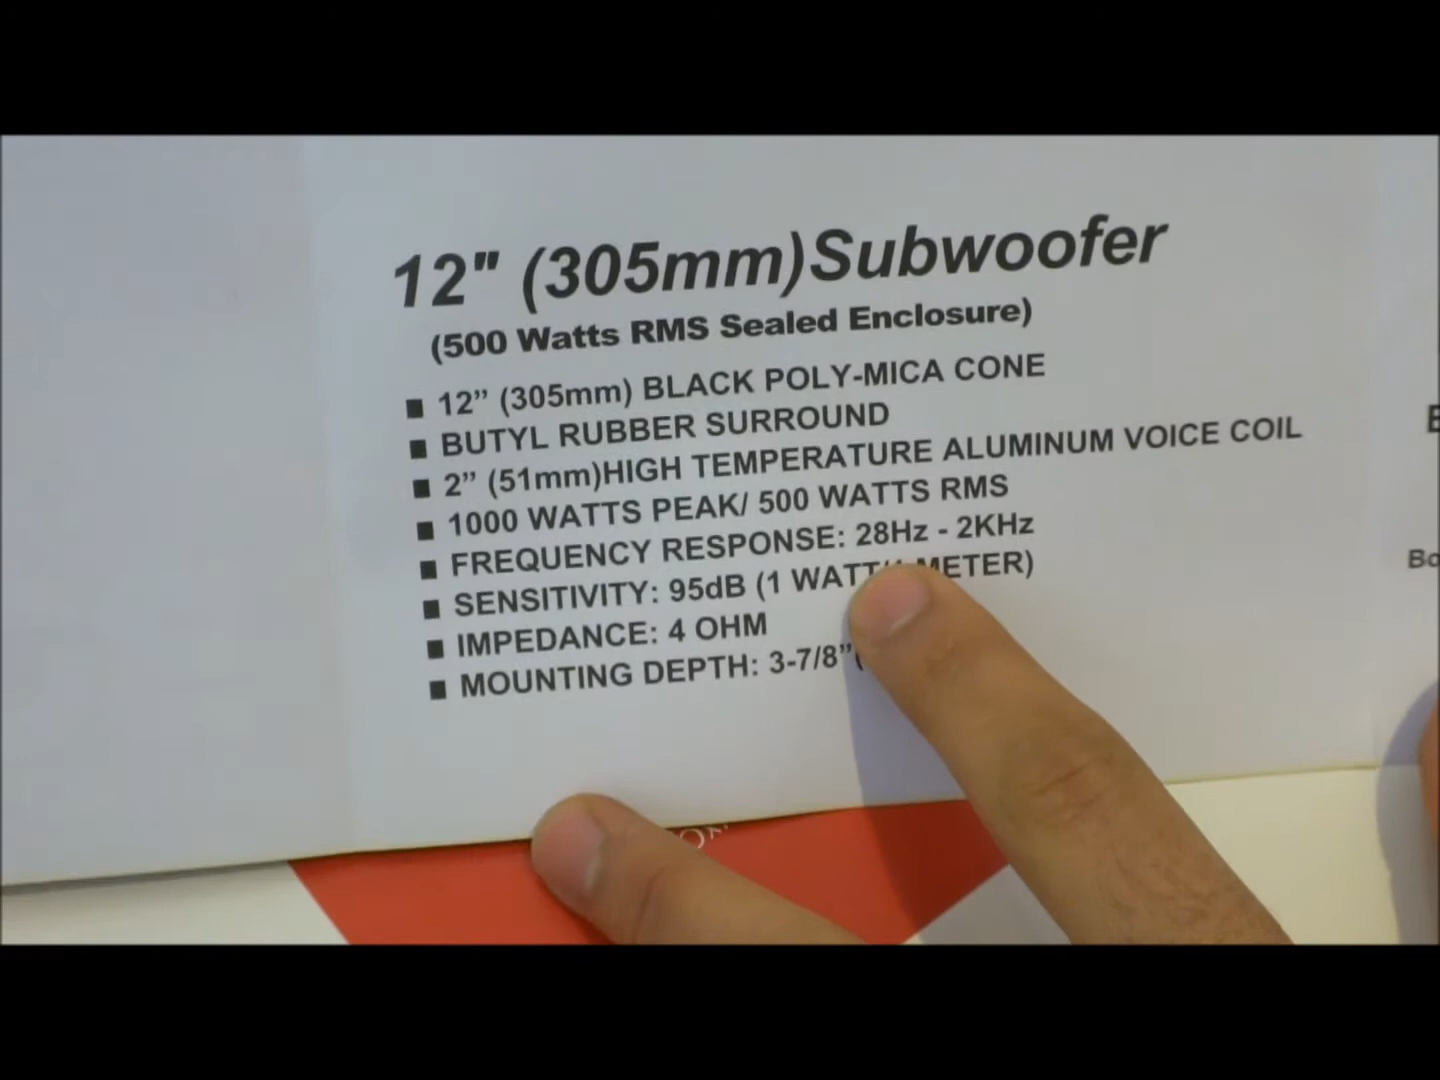 12" (305mm)Subwoofer
(500 Watts RMS Sealed Enclosure)
■ 12” (305mm) BLACK POLY-MICA CONE
■ BUTYL RUBBER SURROUND
■ 2” (51mm)HIGH TEMPERATURE ALUMINUM VOICE COIL
■ 1000 WATTS PEAK/ 500 WATTS RMS
■ FREQUENCY RESPONSE: 28Hz - 2KHz
■ SENSITIVITY: 95dB (1 WATT/ METER)
■ IMPEDANCE: 4 OHM
■ MOUNTING DEPTH: 3-7/8”(